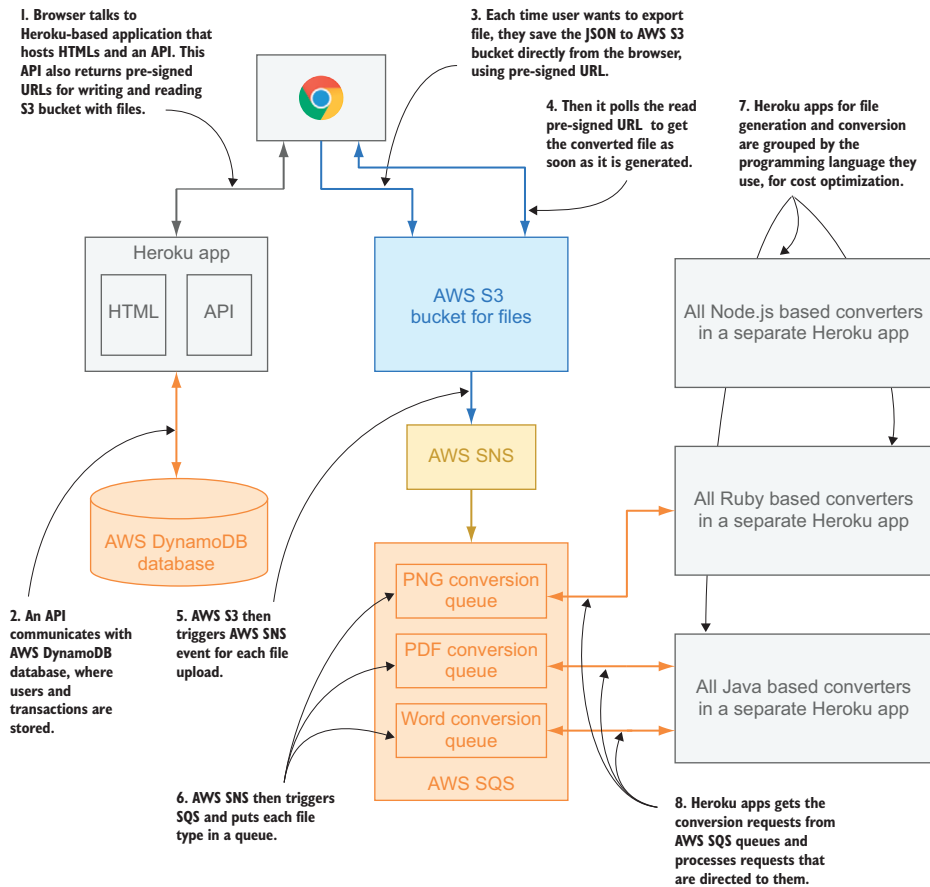 1. Browser talks to
Heroku-based application that
hosts HTMLs and an API. This
API also returns pre-signed
URLs for writing and reading
S3 bucket with files.
3. Each time user wants to export
file, they save the JSON to AWS S3
bucket directly from the browser,
using pre-signed URL.
4. Then it polls the read
pre-signed URL to get
the converted file as
soon as it is generated.
7. Heroku apps for file
generation and conversion
are grouped by the
programming language they
use, for cost optimization.
Heroku app
HTML
API
AWS S3
bucket for files
All Node.js based converters
in a separate Heroku app
AWS SNS
All Ruby based converters
in a separate Heroku app
AWS DynamoDB
database
PNG conversion
queue
PDF conversion
queue
Word conversion
queue
AWS SQS
All Java based converters
in a separate Heroku app
2. An API
communicates with
AWS DynamoDB
database, where
users and
transactions are
stored.
5. AWS S3 then
triggers AWS SNS
event for each file
upload.
6. AWS SNS then triggers
SQS and puts each file
type in a queue.
8. Heroku apps gets the
conversion requests from
AWS SQS queues and
processes requests that
are directed to them.